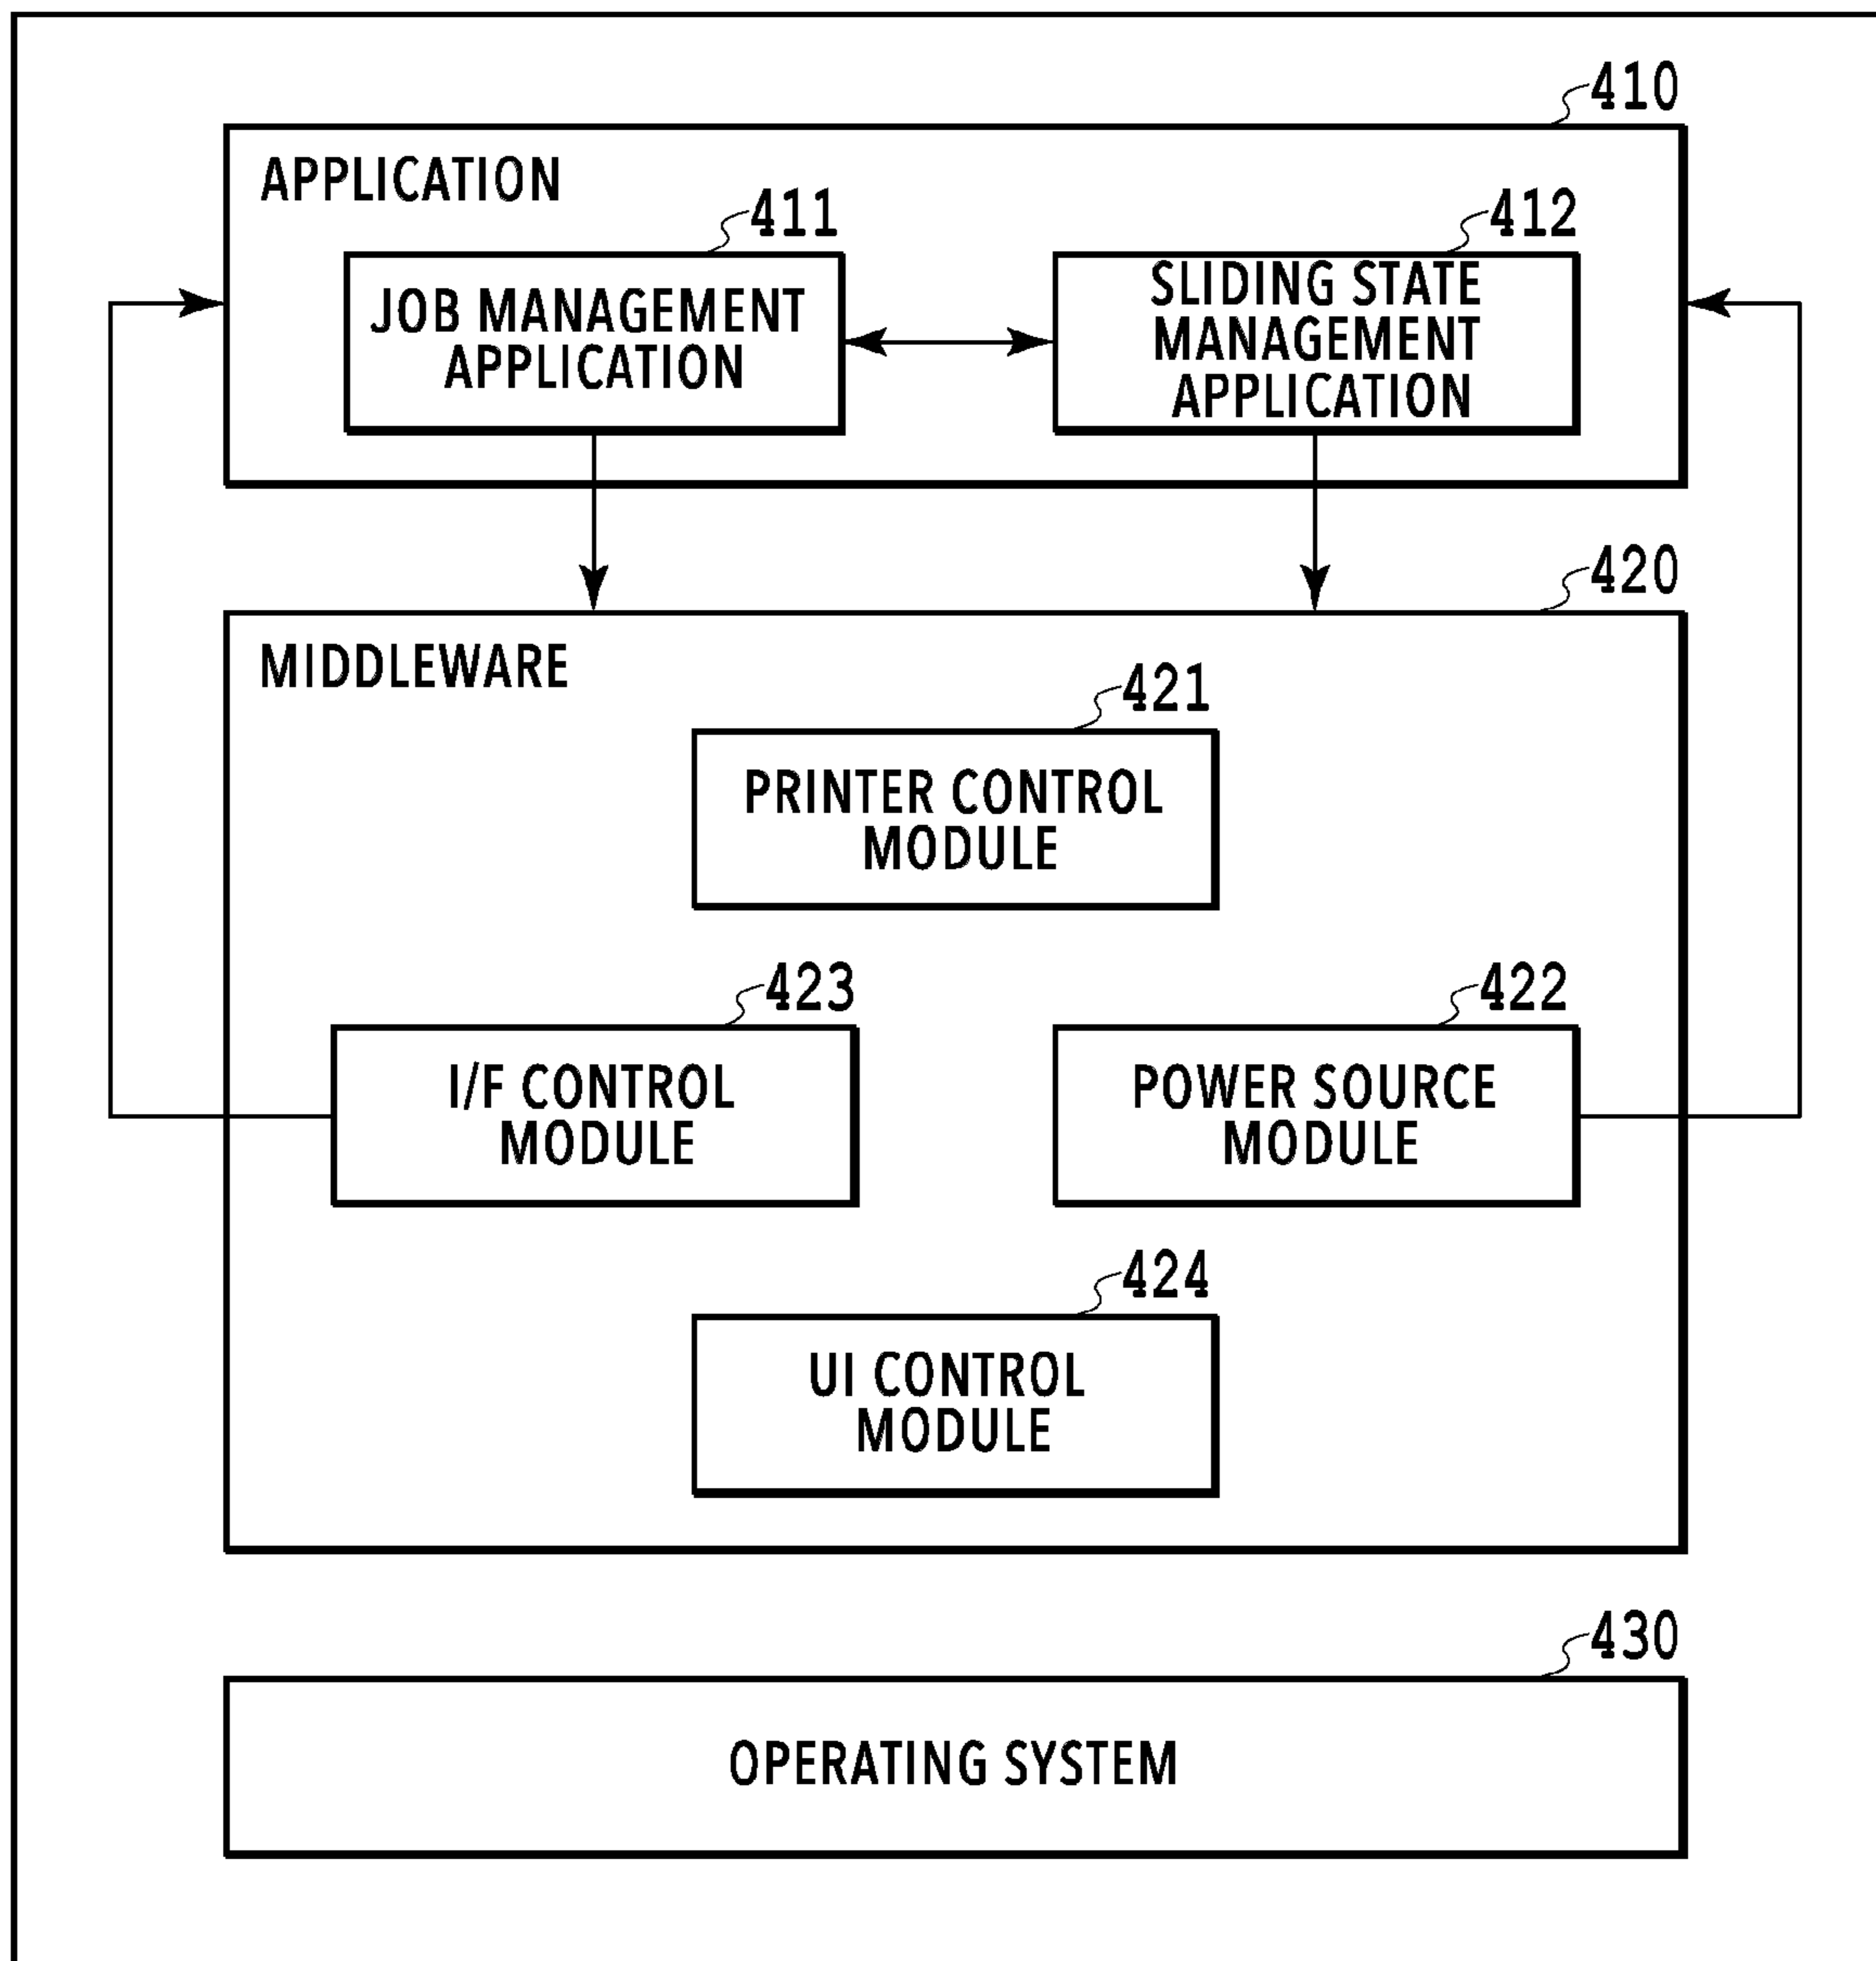 410
APPLICATION
411
412
JOB MANAGEMENT
APPLICATION
SLIDING STATE
MANAGEMENT
APPLICATION
420
MIDDLEWARE
421
PRINTER CONTROL
MODULE
423
422
I/F CONTROL
MODULE
POWER SOURCE
MODULE
424
UI CONTROL
MODULE
430
OPERATING SYSTEM